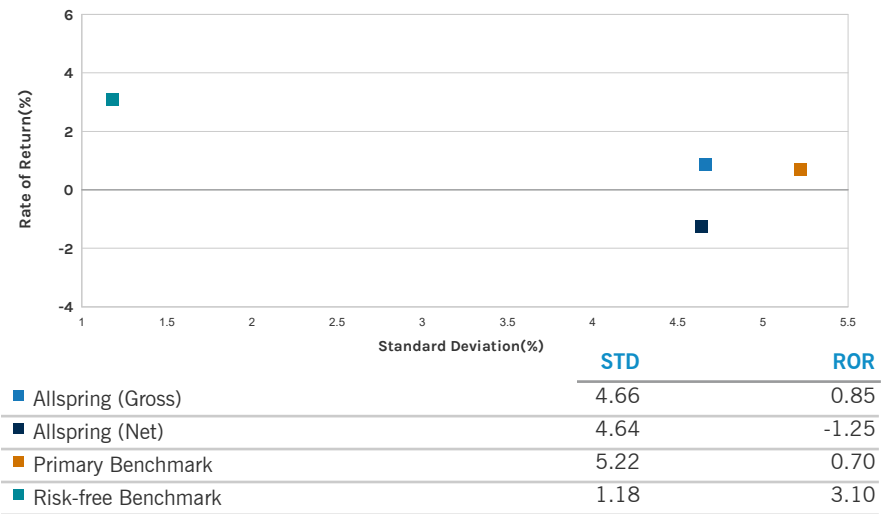 6
4
2
0
-2
-4
Rate of Return(%)
1 1.5 2 2.5 3 3.5 4 4.5 5 5.5
Standard Deviation(%)
STD ROR
Allspring (Gross) 4.66 0.85
Allspring (Net) 4.64 -1.25
Primary Benchmark 5.22 0.70
Risk-free Benchmark 1.18 3.10